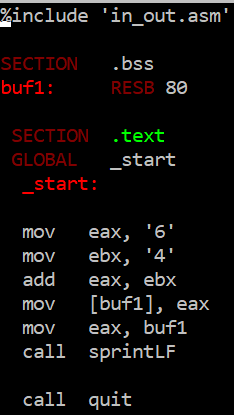 %include 'in_out.asm'
SECTION .bss
buf1: RESB 80
SECTION .text
GLOBAL _start
_start:
mov eax, '6'
mov ebx, '4'
add eax, ebx
mov [buf1], eax
mov eax, buf1
call sprintLF
call quit